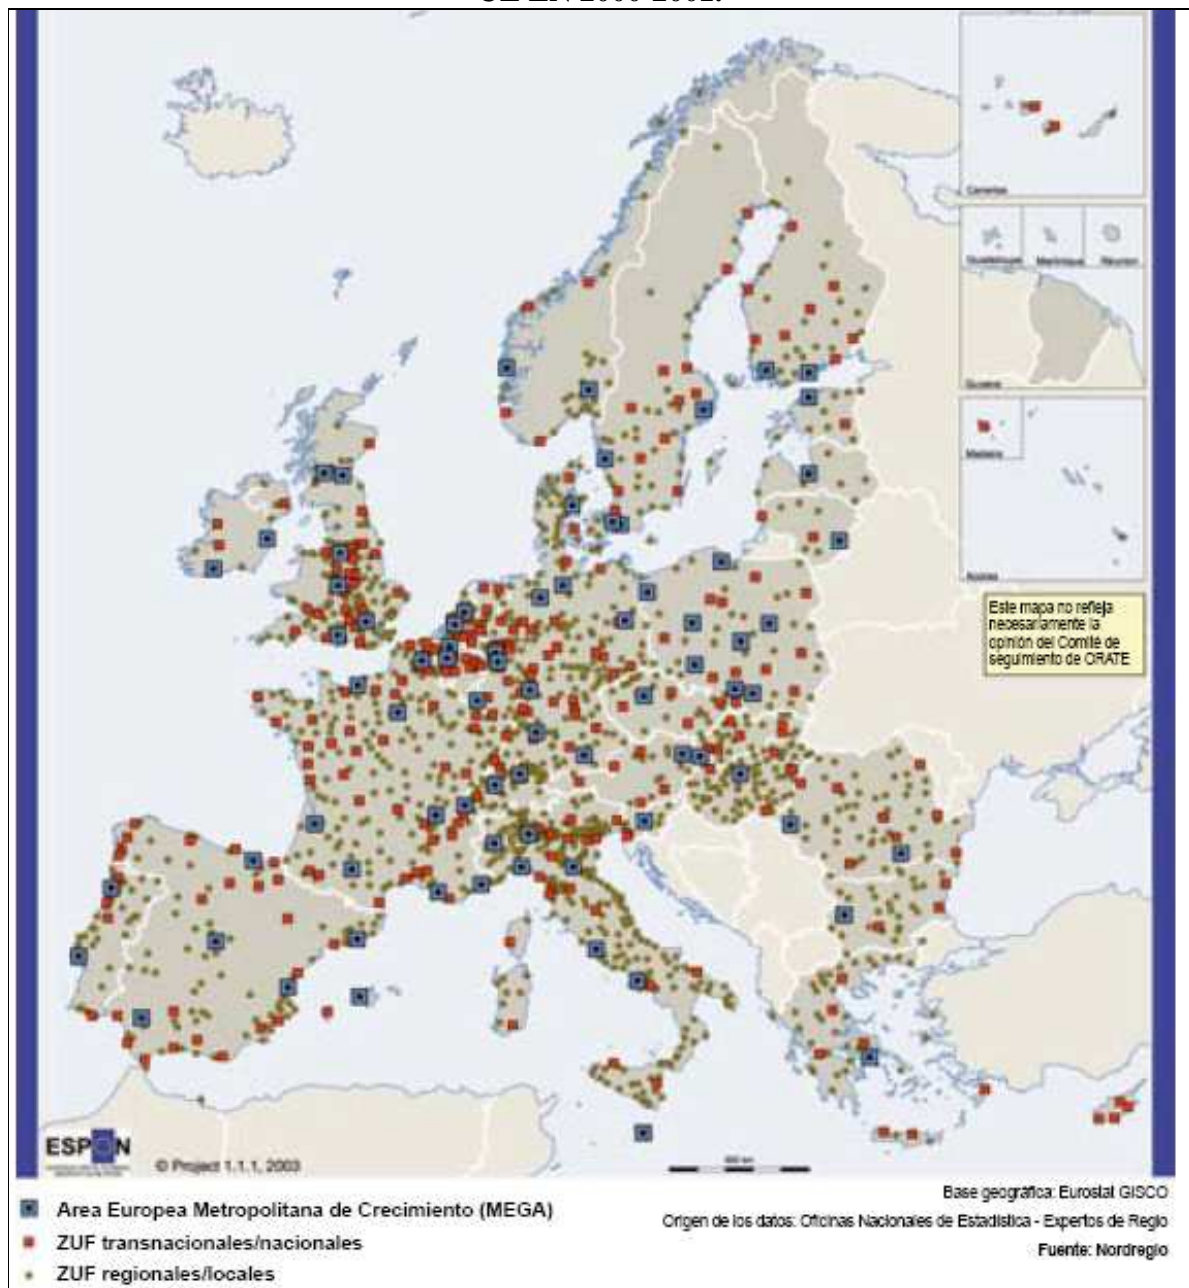 UE EN 2000-2002.
Canarias
Guadeloupe Martinique Reunion
Guyane
Madeira
Azores
Este mapa no refleja
necesariamente la
opinión del Comité de
seguimiento de ORATE
ESPON
© Project 1.1.1, 2003
Base geográfica: Eurostat GISCO
Area Europea Metropolitana de Crecimiento (MEGA)
Origen de los datos: Oficinas Nacionales de Estadística - Expertos de Regio
ZUF transnacionales/nacionales
Fuente: Nordregio
ZUF regionales/locales